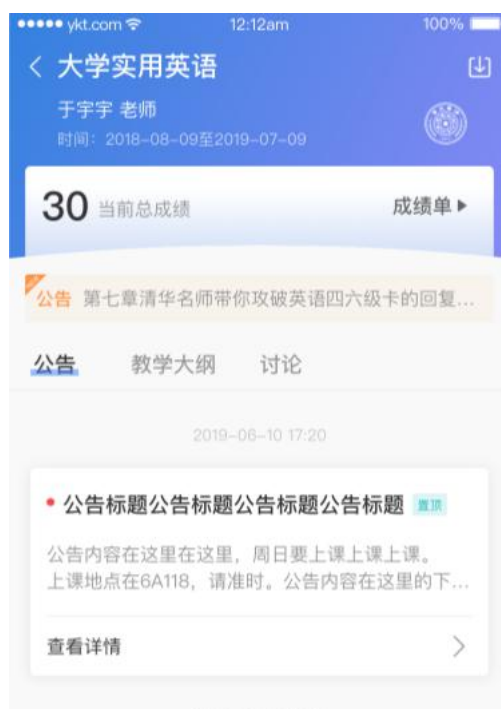 ykt.com 12:12am 100%
大学实用英语
于宇宇 老师
时间：2018-08-09至2019-07-09
30 当前总成绩 成绩单
公告 第七章清华名师带你攻破英语四六级卡的回复...
公告 教学大纲 讨论
2019-06-10 17:20
公告标题公告标题公告标题公告标题 置顶
公告内容在这里在这里，周日要上课上课上课。
上课地点在6A118，请准时。公告内容在这里的下...
查看详情